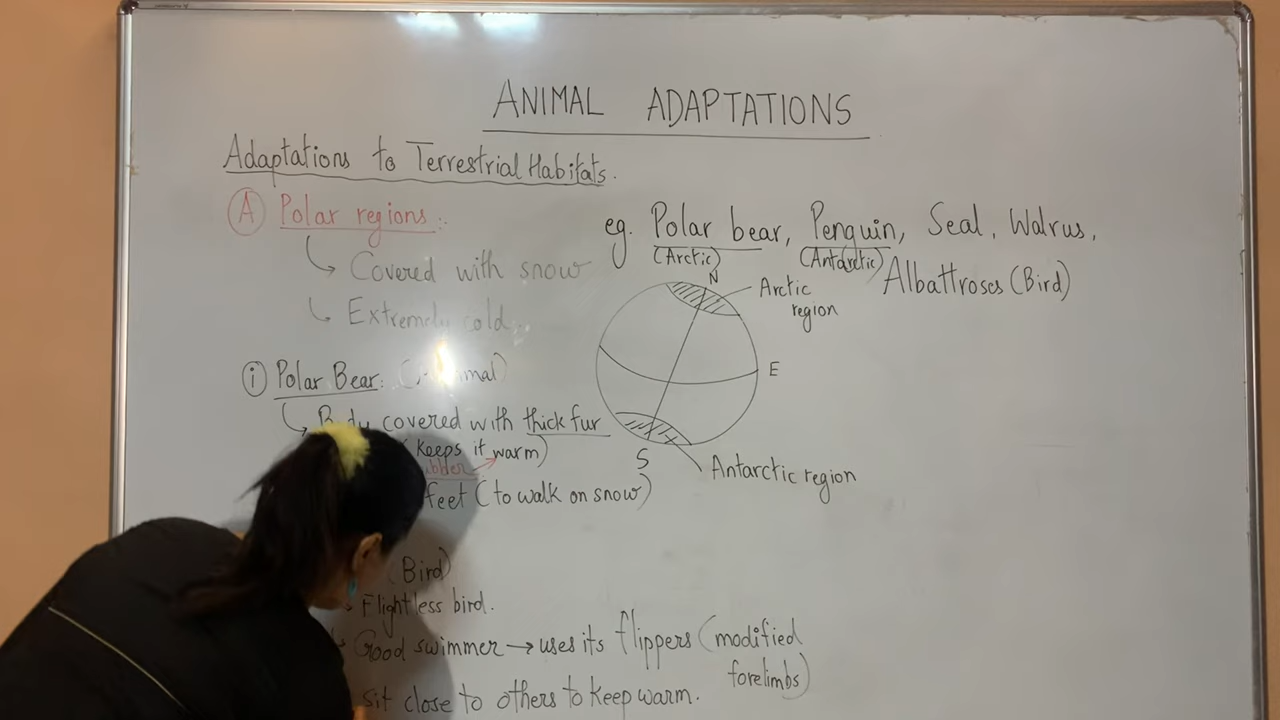 ANIMAL ADAPTATIONS
Adaptations to Terrestrial Habitats.
(A) Polar regions:
Covered with snow
Extremely cold.
eg. Polar bear, Penguin, Seal, Walrus,
(Arctic) (Antarctic) Albattroses (Bird)
N
Arctic
region
E
S
Antarctic region
(i) Polar Bear:
Body covered with thick fur
(keeps it warm)
feet (to walk on snow)
(Bird)
Flightless bird.
Good swimmer → uses its flippers (modified
forelimbs)
sit close to others to keep warm.